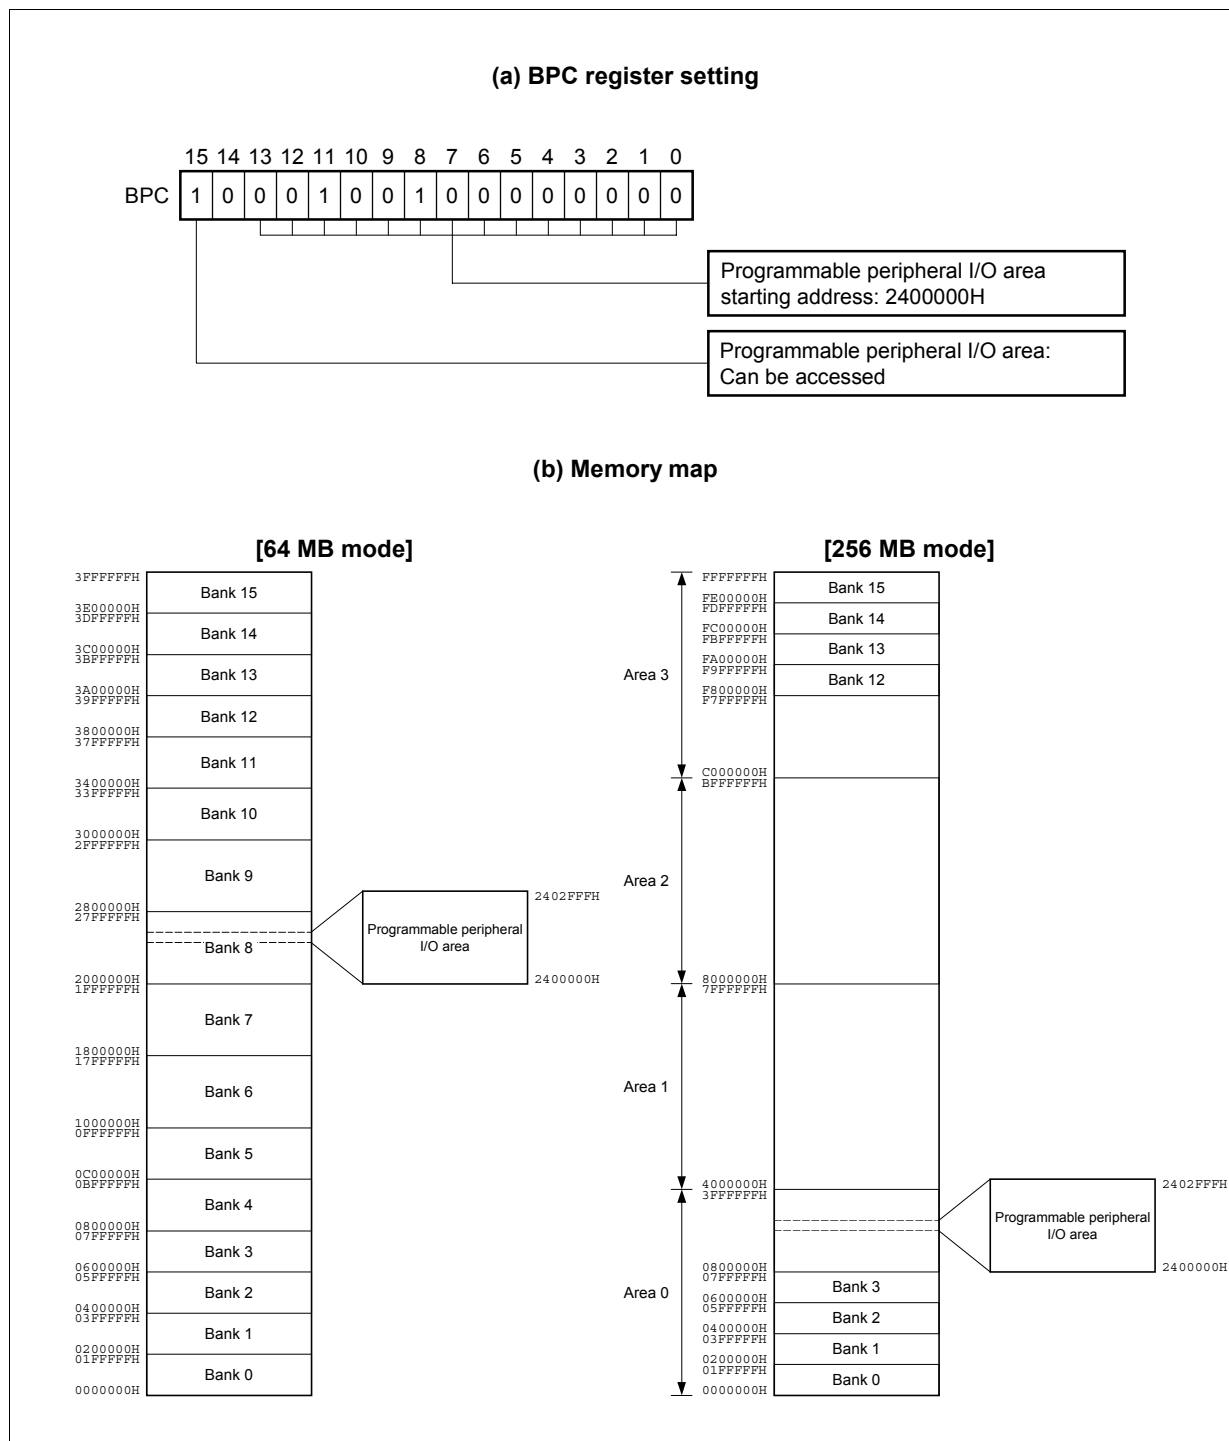 (a) BPC register setting
15 14 13 12 11 10 9 8 7 6 5 4 3 2 1 0
BPC 1 0 0 0 1 0 0 1 0 0 0 0 0 0 0 0
Programmable peripheral I/O area
starting address: 2400000H
Programmable peripheral I/O area:
Can be accessed
(b) Memory map
[64 MB mode]
3FFFFFFH
Bank 15
3E00000H
3DFFFFFH
Bank 14
3C00000H
3BFFFFFH
Bank 13
3A00000H
39FFFFFH
Bank 12
3800000H
37FFFFFH
Bank 11
3400000H
33FFFFFH
Bank 10
3000000H
2FFFFFFH
Bank 9
2800000H
27FFFFFH
Bank 8
2000000H
1FFFFFFH
Bank 7
1800000H
17FFFFFH
Bank 6
1000000H
0FFFFFFH
Bank 5
0C00000H
0BFFFFFH
Bank 4
0800000H
07FFFFFH
Bank 3
0600000H
05FFFFFH
Bank 2
0400000H
03FFFFFH
Bank 1
0200000H
01FFFFFH
Bank 0
0000000H
2402FFFH
Programmable peripheral
I/O area
2400000H
[256 MB mode]
Area 3
Area 2
Area 1
Area 0
FFFFFFFH
Bank 15
FE00000H
FDFFFFFH
Bank 14
FC00000H
FBFFFFFH
Bank 13
FA00000H
F9FFFFFH
Bank 12
F800000H
F7FFFFFH
C000000H
BFFFFFFH
8000000H
7FFFFFFH
4000000H
3FFFFFFH
0800000H
07FFFFFH
Bank 3
0600000H
05FFFFFH
Bank 2
0400000H
03FFFFFH
Bank 1
0200000H
01FFFFFH
Bank 0
0000000H
2402FFFH
Programmable peripheral
I/O area
2400000H